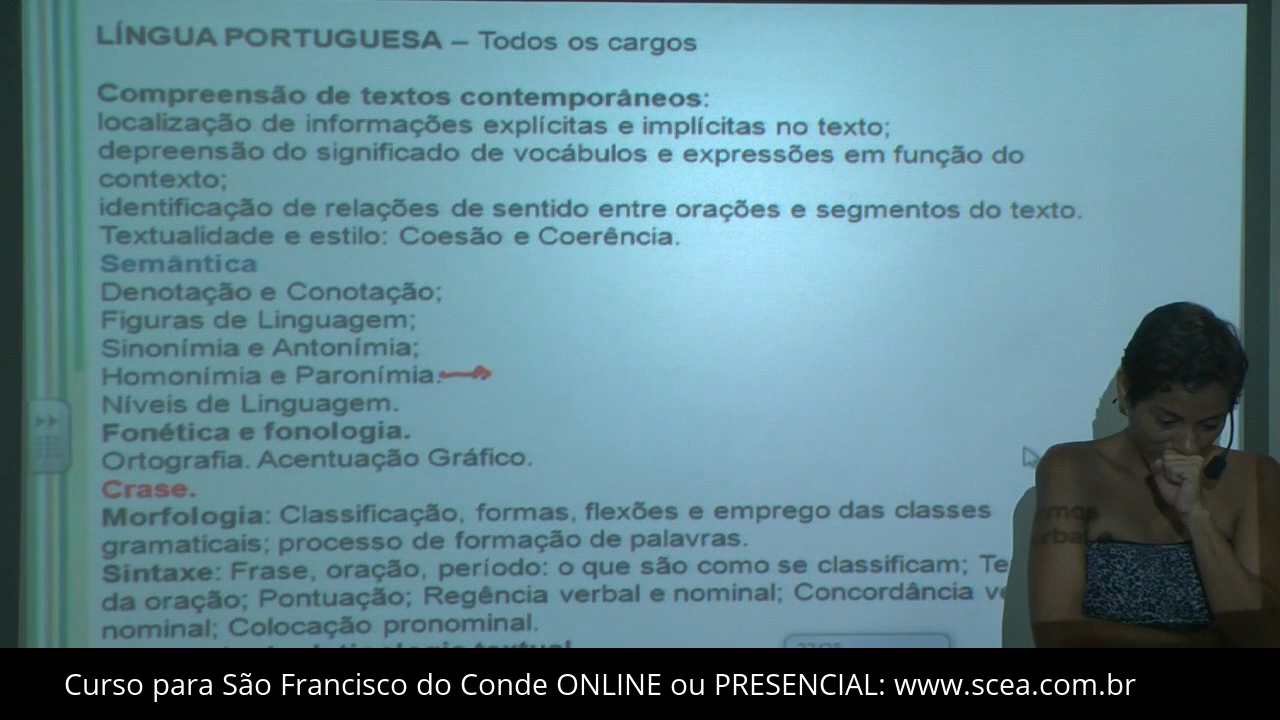 LÍNGUA PORTUGUESA – Todos os cargos
Compreensão de textos contemporâneos:
localização de informações explícitas e implícitas no texto;
depreensão do significado de vocábulos e expressões em função do
contexto;
identificação de relações de sentido entre orações e segmentos do texto.
Textualidade e estilo: Coesão e Coerência.
Semântica
Denotação e Conotação;
Figuras de Linguagem;
Sinonímia e Antonímia;
Homonímia e Paronímia.
Níveis de Linguagem.
Fonética e fonologia.
Ortografia. Acentuação Gráfico.
Crase.
Morfologia: Classificação, formas, flexões e emprego das classes
gramaticais; processo de formação de palavras.
Sintaxe: Frase, oração, período: o que são como se classificam; Te rmos
da oração; Pontuação; Regência verbal e nominal; Concordância ve rbal
nominal; Colocação pronominal.
textual
Curso para São Francisco do Conde ONLINE ou PRESENCIAL: www.scea.com.br